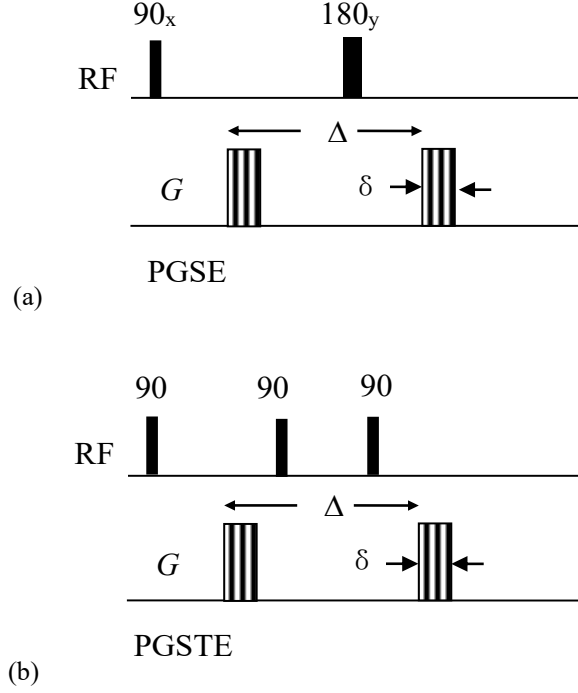 90x 180y
RF
Δ
G δ
PGSE
(a)
90 90 90
RF
Δ
G δ
PGSTE
(b)